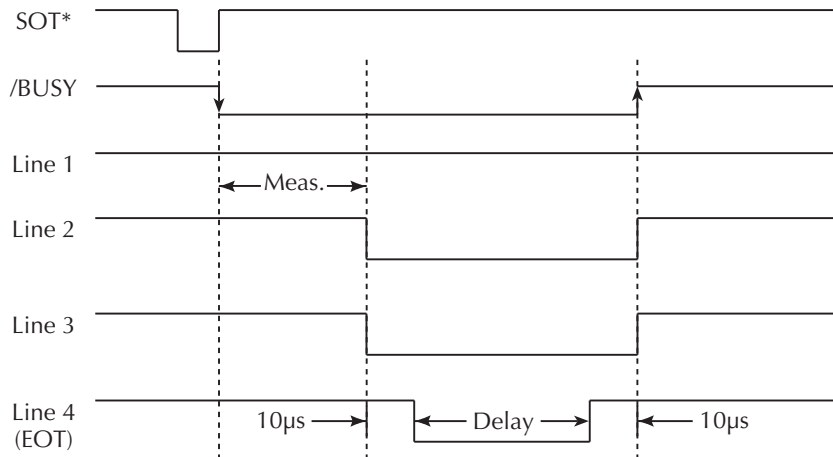 SOT*
/BUSY
Line 1
Meas.
Line 2
Line 3
Line 4
(EOT)
10µs
Delay
10µs